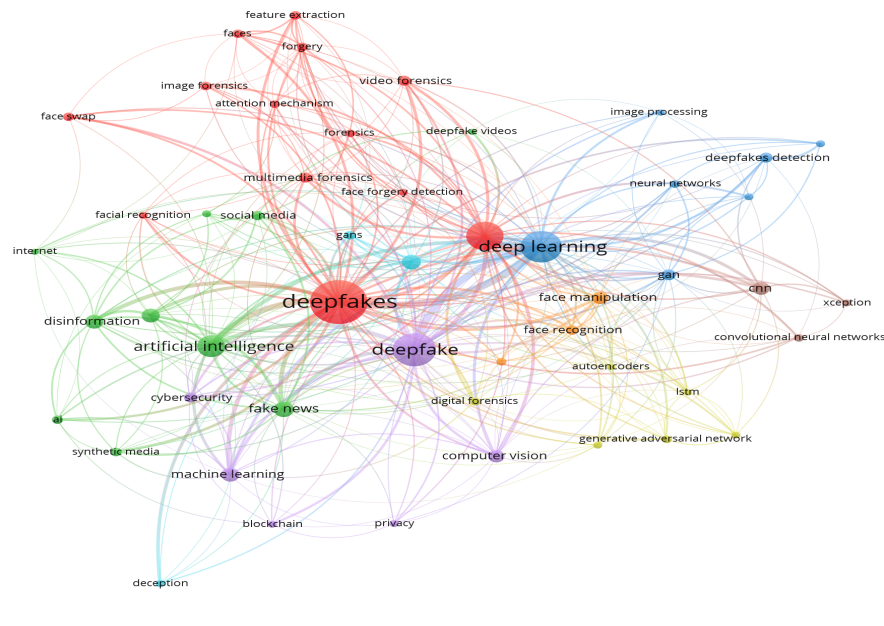 feature extraction
faces
forgery
video forensics
image forensics
attention mechanism
face swap
image processing
forensics
deepfake videos
deepfakes detection
multimedia forensics
neural networks
face forgery detection
facial recognition
social media
gans
deep learning
internet
gan
cnn
deepfakes
face manipulation
xception
disinformation
face recognition
convolutional neural networks
artificial intelligence
deepfake
autoencoders
lstm
cybersecurity
digital forensics
fake news
ai
generative adversarial network
synthetic media
computer vision
machine learning
blockchain
privacy
deception